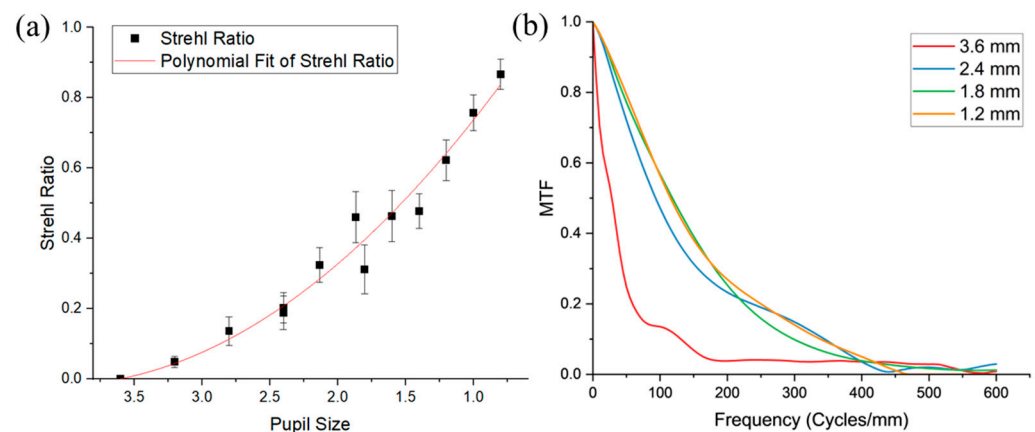 (a)
Strehl Ratio
Polynomial Fit of Strehl Ratio
1.0
0.8
0.6
0.4
0.2
0.0
Strehl Ratio
3.5 3.0 2.5 2.0 1.5 1.0
Pupil Size
(b)
3.6 mm
2.4 mm
1.8 mm
1.2 mm
1.0
0.8
0.6
0.4
0.2
0.0
MTF
0 100 200 300 400 500 600
Frequency (Cycles/mm)